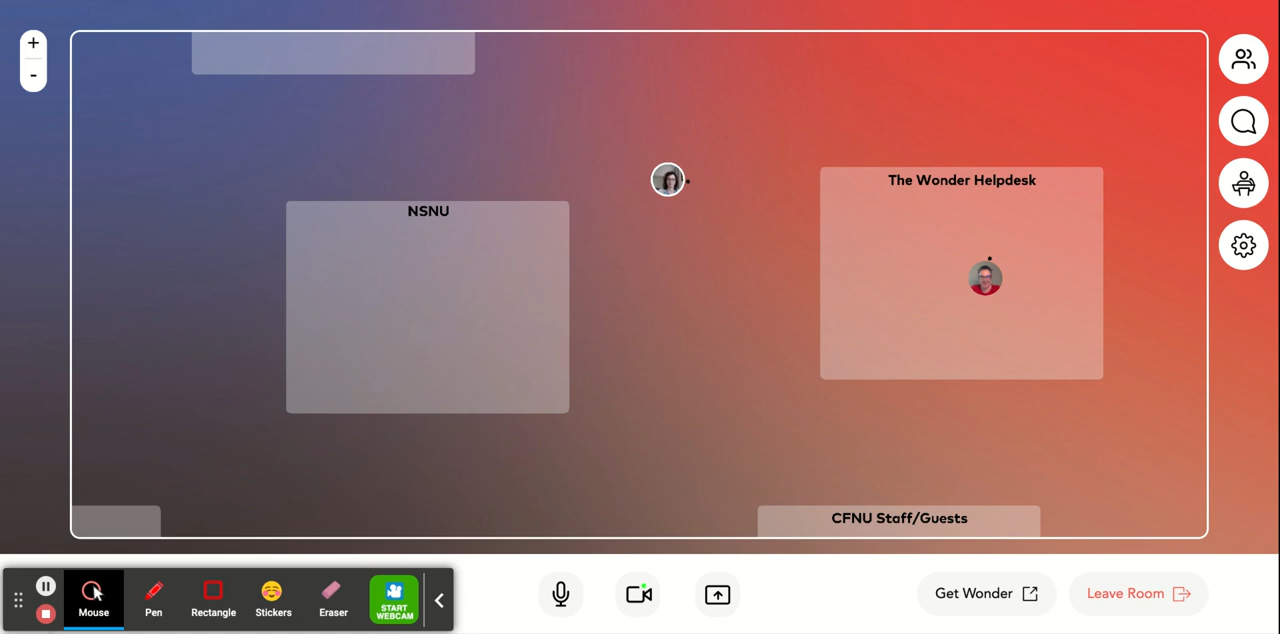 +
-
The Wonder Helpdesk
NSNU
CFNU Staff/Guests
Mouse
Pen
Rectangle
Stickers
Eraser
START
WEBCAM
Get Wonder
Leave Room